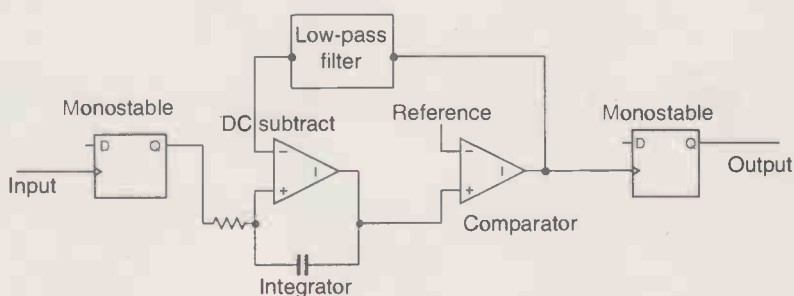 Low-pass
filter
Monostable
DC subtract
Reference
Monostable
D Q
−
+
−
+
D Q
Input
Output
Comparator
Integrator